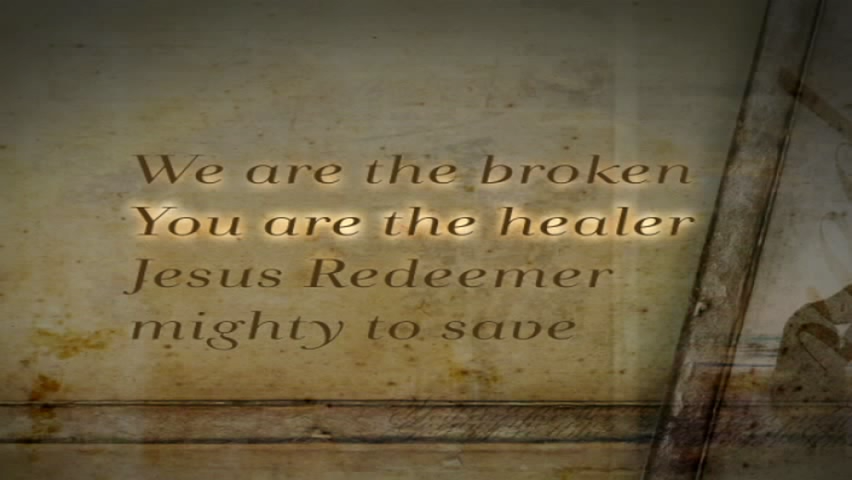 We are the broken
You are the healer
Jesus Redeemer
mighty to save